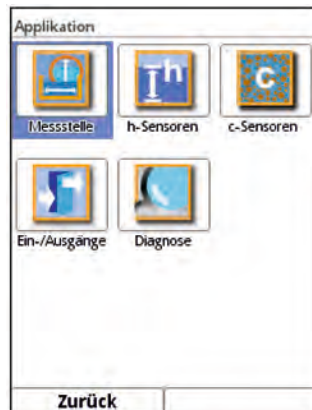 Applikation
h
c
Messstelle h-Sensoren c-Sensoren
Ein-/Ausgänge Diagnose
Zurück